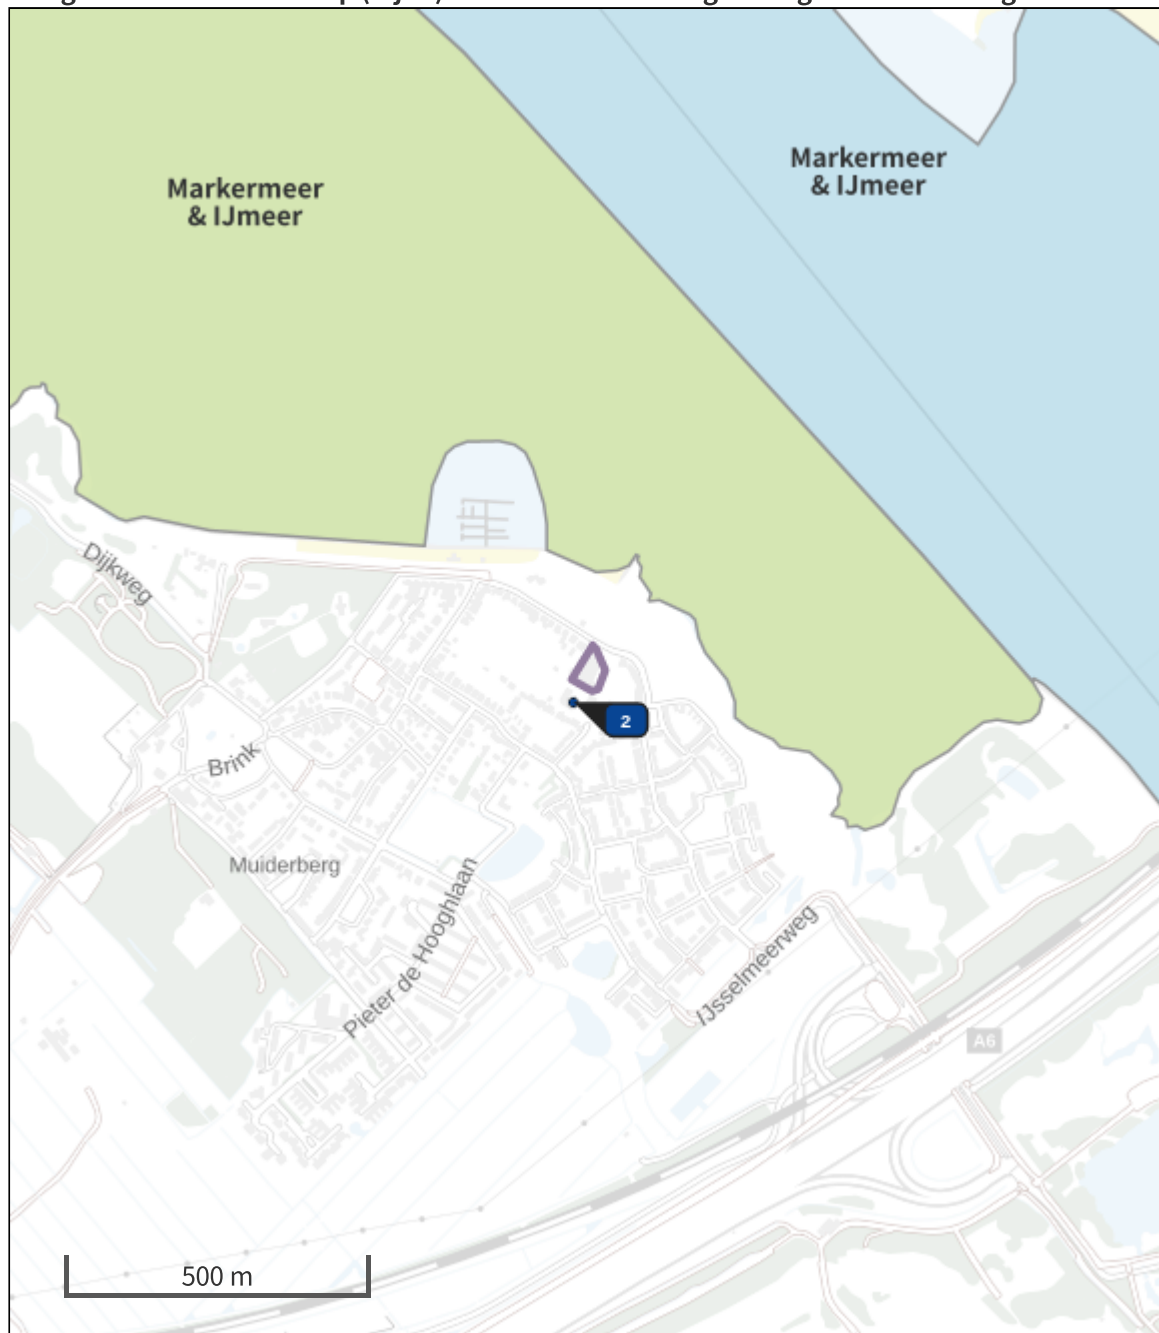 Markermeer
& IJmeer
Markermeer
& IJmeer
Dijkweg
2
Brink
Muiderberg
Pieter de Hooghlaan
IJsselmeerweg
A6
500 m